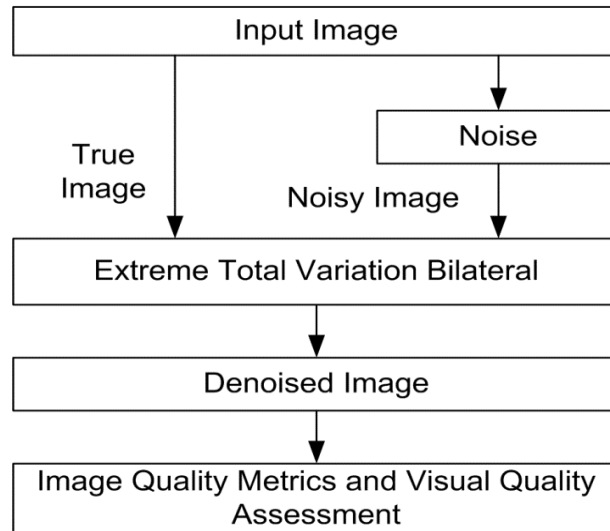 Input Image
Noise
True
Image
Noisy Image
Extreme Total Variation Bilateral
Denoised Image
Image Quality Metrics and Visual Quality
Assessment